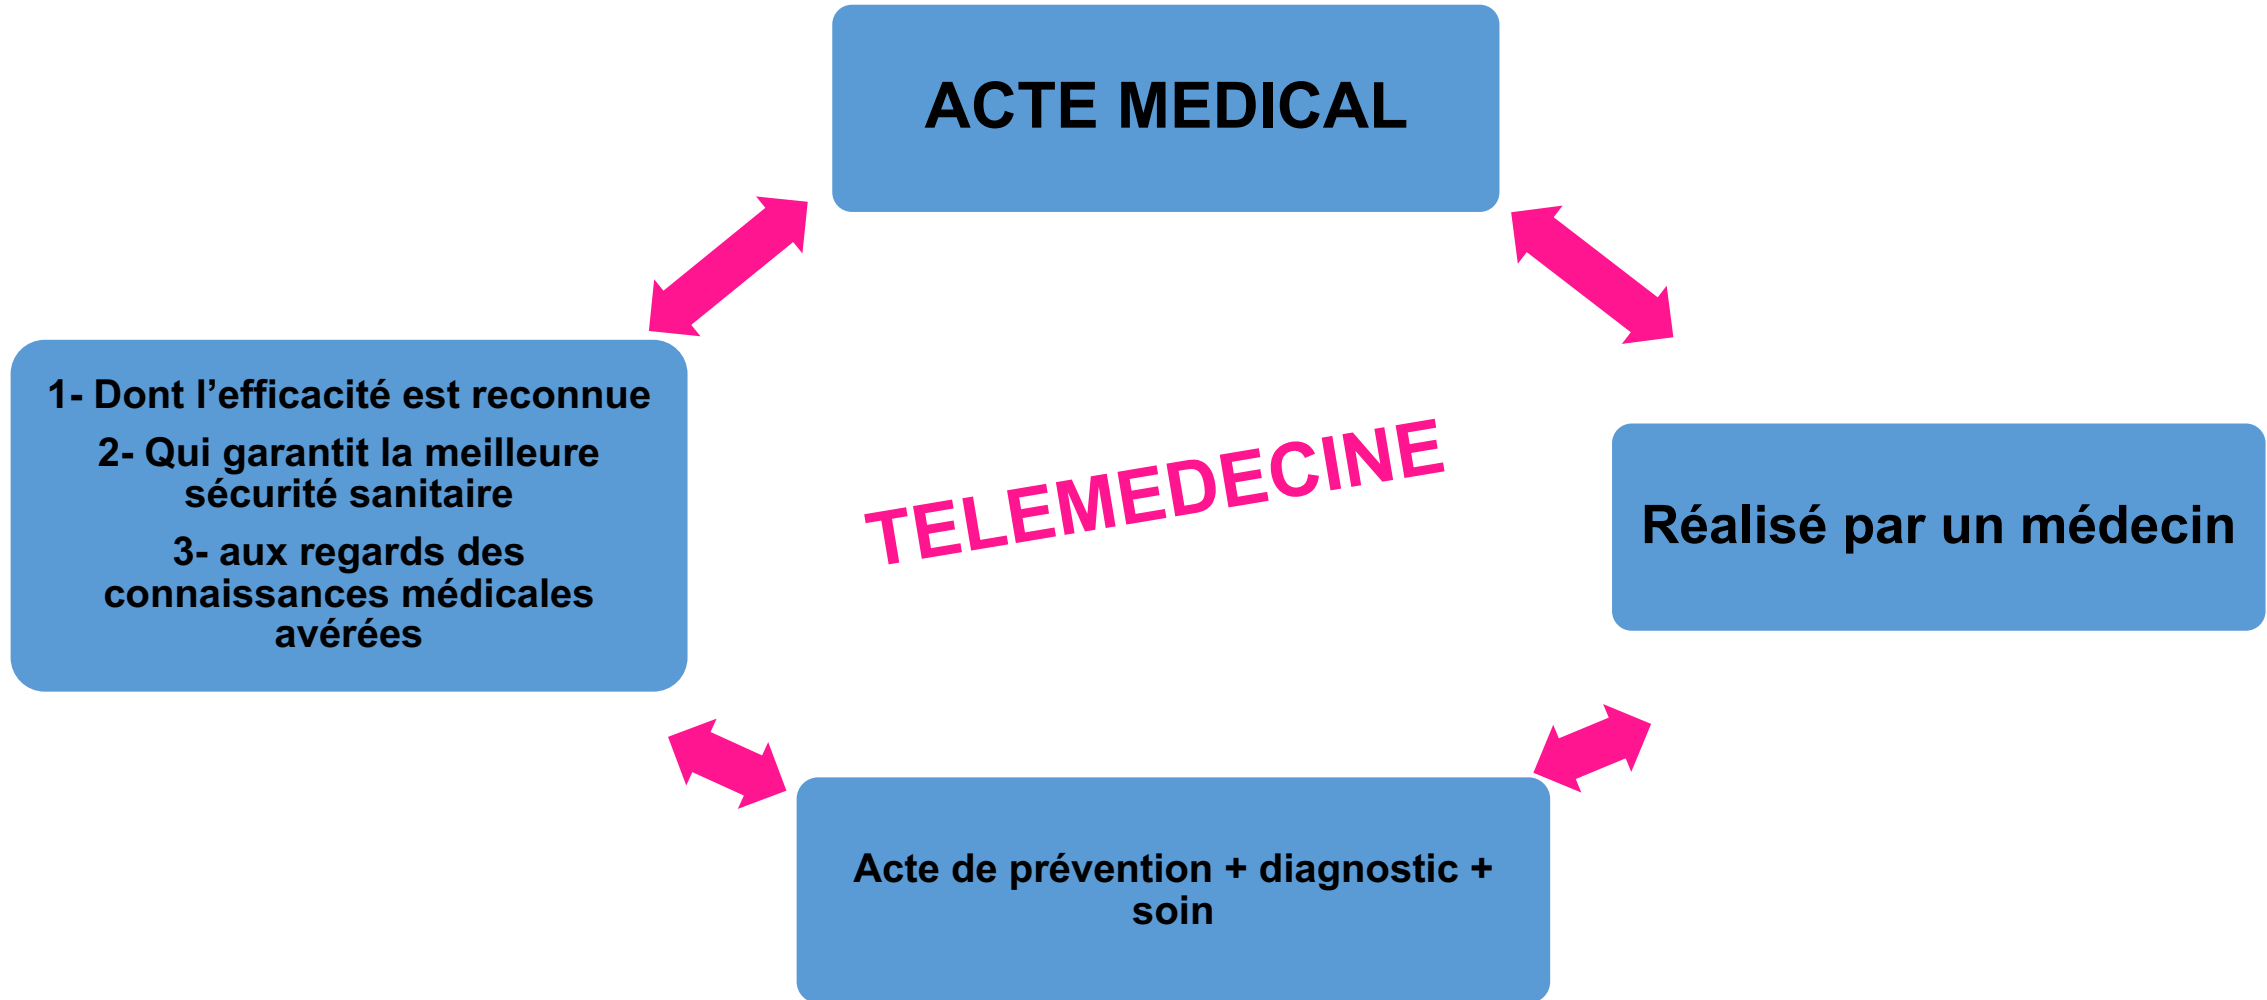 ACTE MEDICAL
1- Dont l’efficacité est reconnue
2- Qui garantit la meilleure
sécurité sanitaire
3- aux regards des
connaissances médicales
avérées
TELEMEDECINE
Réalisé par un médecin
Acte de prévention + diagnostic +
soin